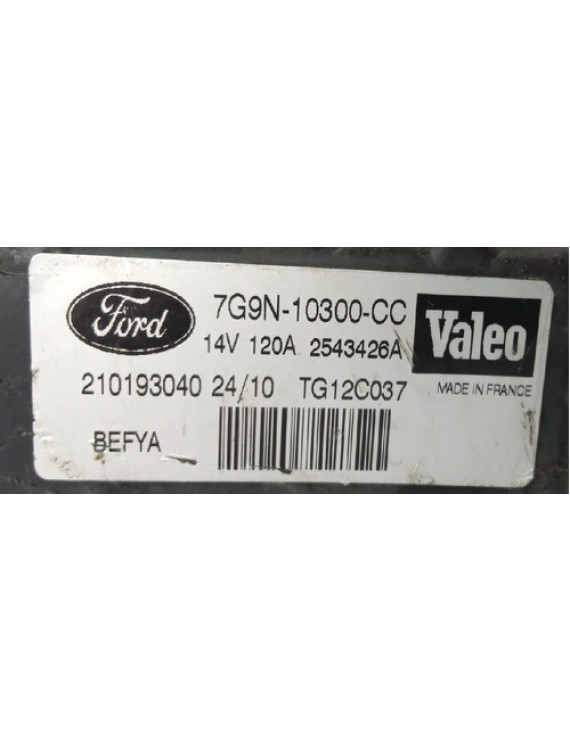 Ford
7G9N-10300-CC
Valeo
14V 120A 2543426A
MADE IN FRANCE
210193040 24/10 TG12C037
BEFYA